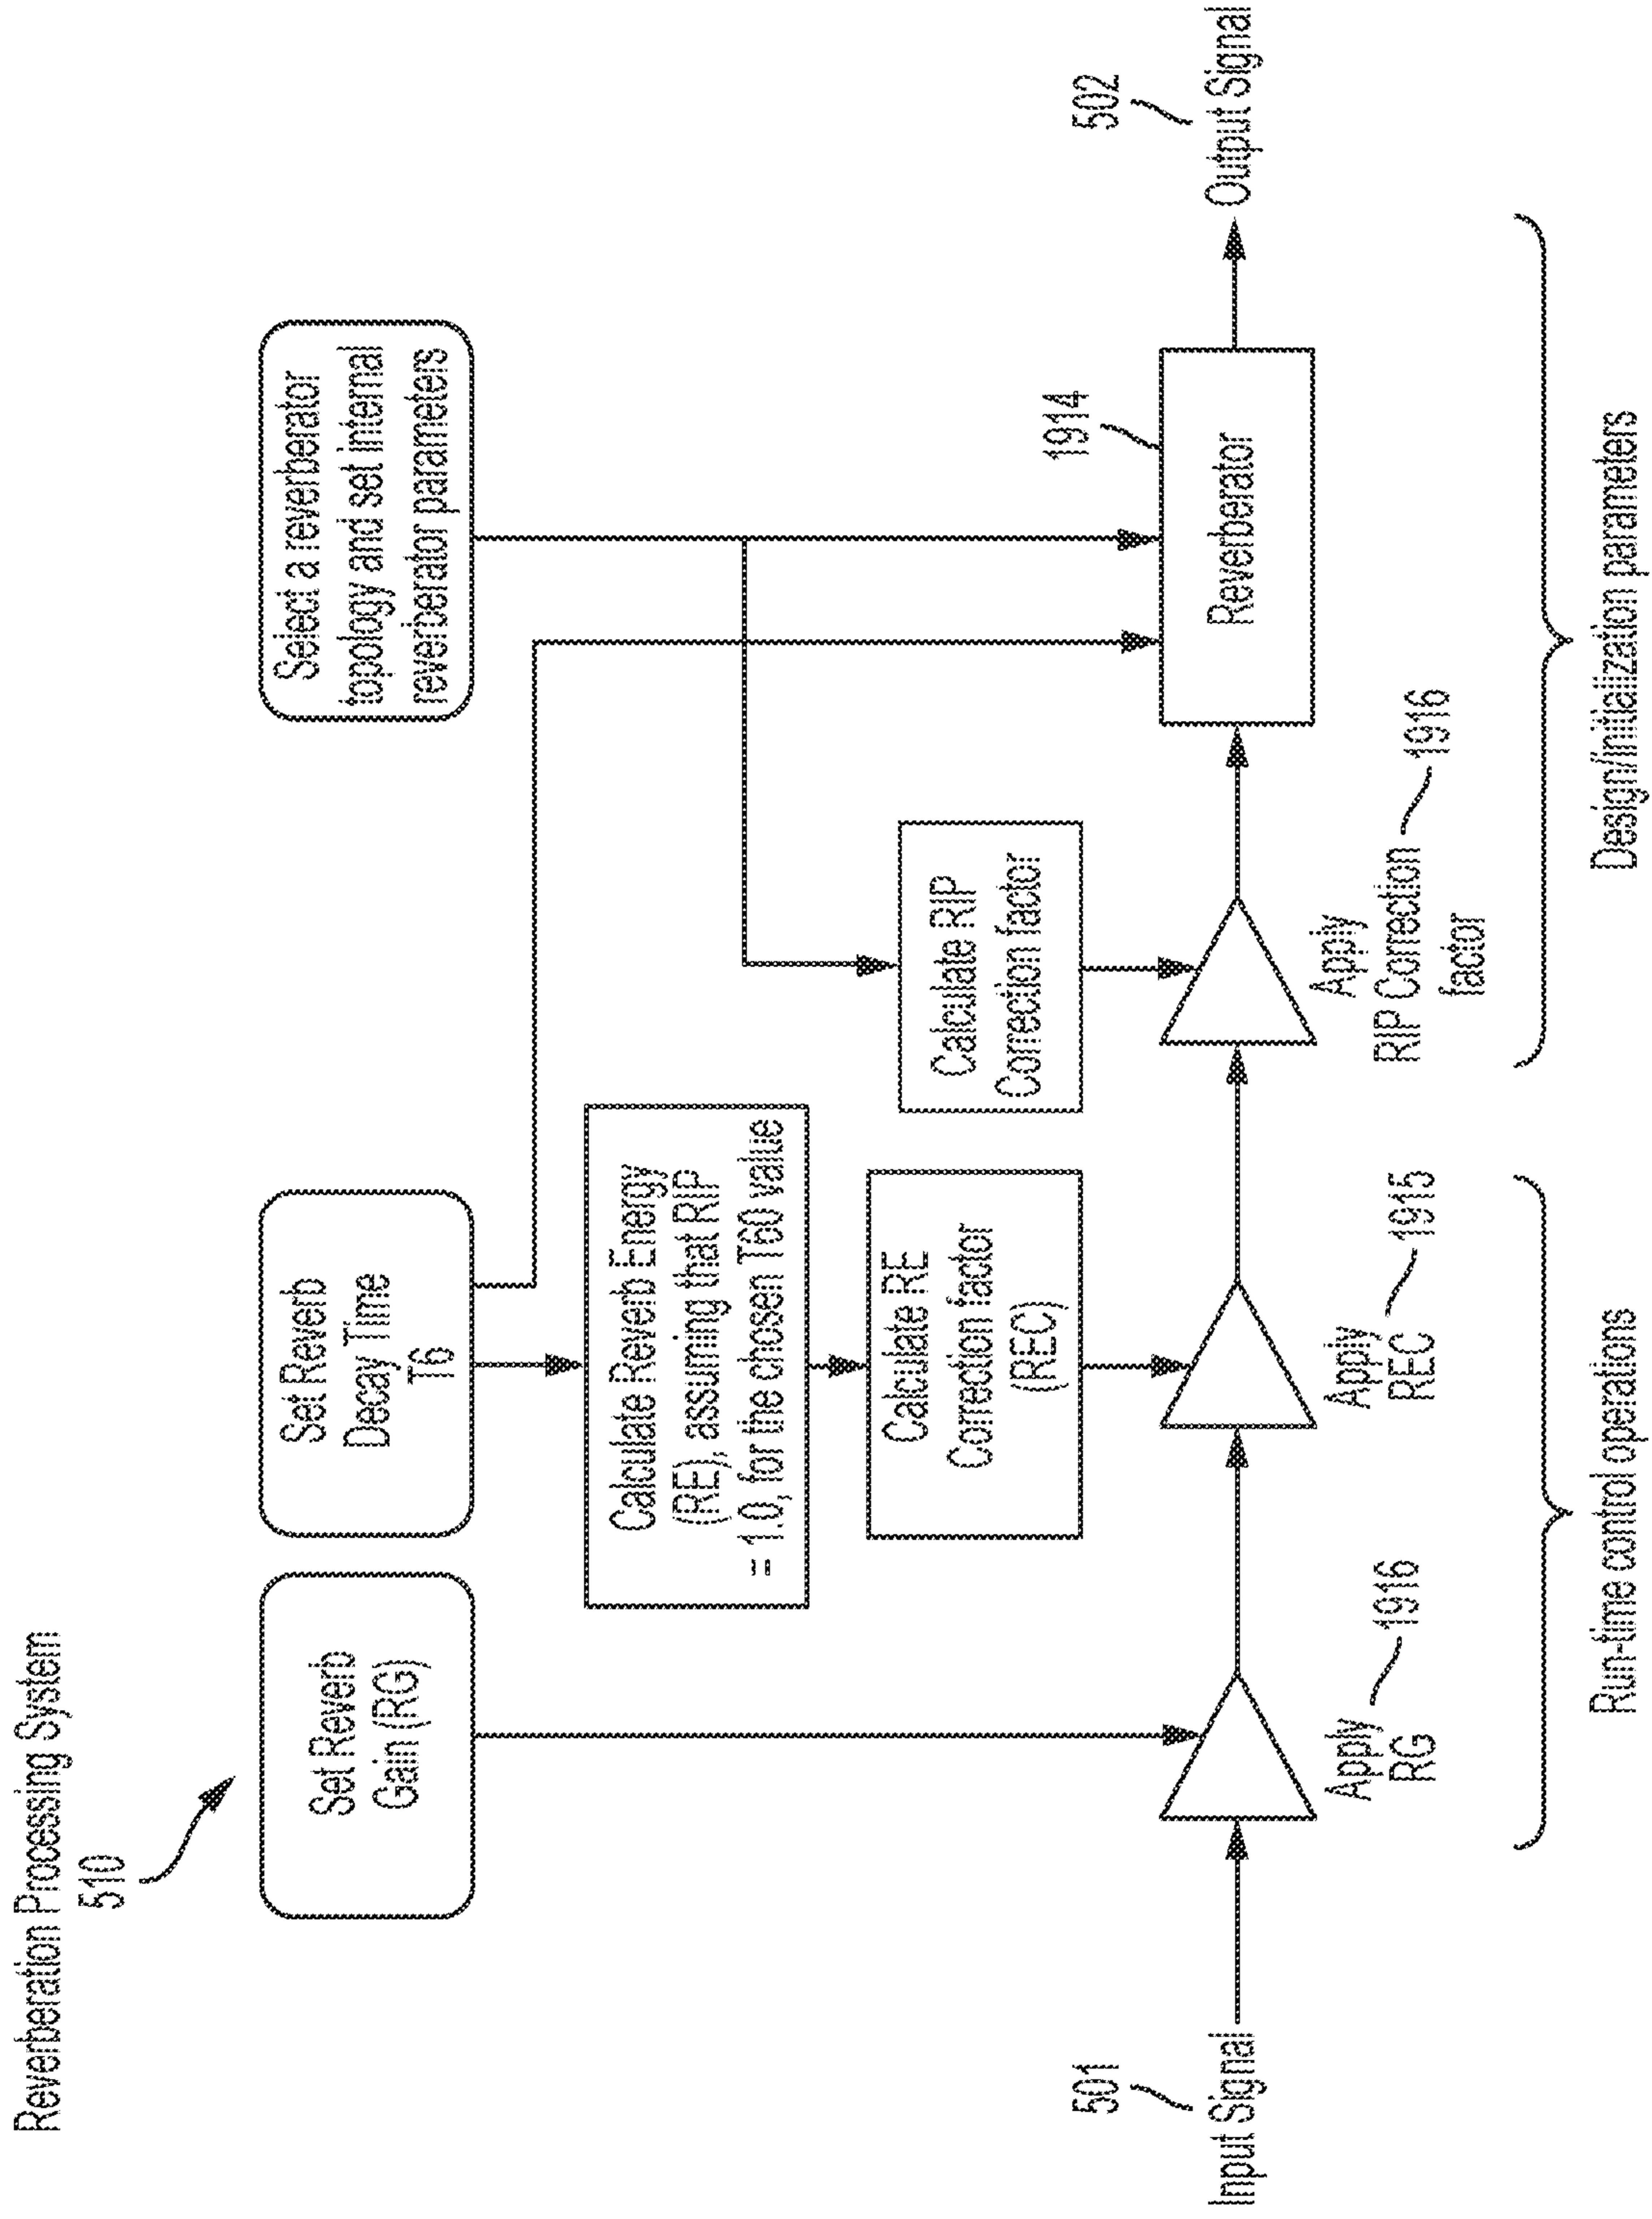 Reverberation Processing System
510
Set Reverb
Gain (RG)
Set Reverb
Decay Time
T6
Select a reverberator
topology and set internal
reverberator parameters
Calculate Reverb Energy
(RE), assuming that RIP
= 1.0, for the chosen T60 value
Calculate RE
Correction factor
(REC)
Calculate RIP
Correction factor
501
Input Signal
Apply
RG
1916
Apply
REC
1915
Apply
RIP Correction
factor
1916
1914
Reverberator
502
Output Signal
Run-time control operations
Design/initialization parameters